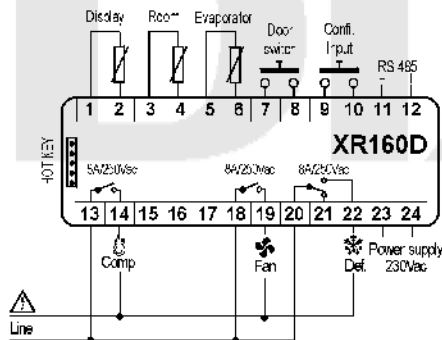 Display Room Evaporator Door switch Confi. Input
RS 485
1 2 3 4 5 6 7 8 9 10 11 12
XR160D
HOT KEY
5A/250Vac 8A/250Vac 8A/250Vac
13 14 15 16 17 18 19 20 21 22 23 24
Comp Fan Def. Power supply 230Vac
Line